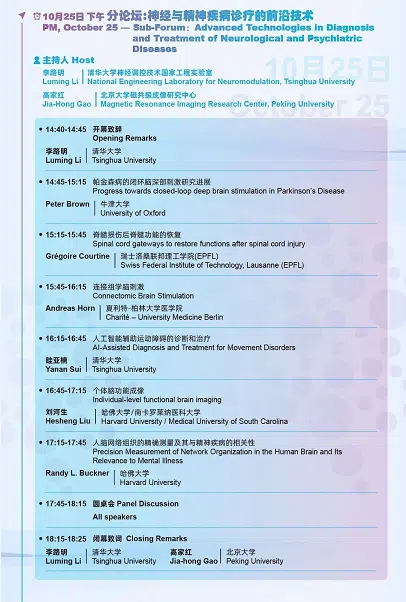 10月25日 下午 分论坛:神经与精神疾病诊疗的前沿技术
PM, October 25 — Sub-Forum: Advanced Technologies in Diagnosis
and Treatment of Neurological and Psychiatric
Diseases
主持人 Host
10月25日
October 25
李路明 清华大学神经调控技术国家工程实验室
Luming Li National Engineering Laboratory for Neuromodulation, Tsinghua University
高家红 北京大学磁共振成像研究中心
Jia-Hong Gao Magnetic Resonance Imaging Research Center, Peking University
14:40-14:45 开幕致辞
Opening Remarks
李路明 清华大学
Luming Li Tsinghua University
14:45-15:15 帕金森病的闭环脑深部刺激研究进展
Progress towards closed-loop deep brain stimulation in Parkinson's Disease
Peter Brown 牛津大学
University of Oxford
15:15-15:45 脊髓损伤后脊髓功能的恢复
Spinal cord gateways to restore functions after spinal cord injury
Grégoire Courtine 瑞士洛桑联邦理工学院(EPFL)
Swiss Federal Institute of Technology, Lausanne (EPFL)
15:45-16:15 连接组学脑刺激
Connectomic Brain Stimulation
Andreas Horn 夏利特-柏林大学医学院
Charité – University Medicine Berlin
16:15-16:45 人工智能辅助运动障碍的诊断和治疗
AI-Assisted Diagnosis and Treatment for Movement Disorders
眭亚楠 清华大学
Yanan Sui Tsinghua University
16:45-17:15 个体脑功能成像
Individual-level functional brain imaging
刘河生 哈佛大学/南卡罗莱纳医科大学
Hesheng Liu Harvard University / Medical University of South Carolina
17:15-17:45 人脑网络组织的精确测量及其与精神疾病的相关性
Precision Measurement of Network Organization in the Human Brain and Its
Relevance to Mental Illness
Randy L. Buckner 哈佛大学
Harvard University
17:45-18:15 圆桌会 Panel Discussion
All speakers
18:15-18:25 闭幕致词 Closing Remarks
李路明 清华大学 高家红 北京大学
Luming Li Tsinghua University Jia-hong Gao Peking University